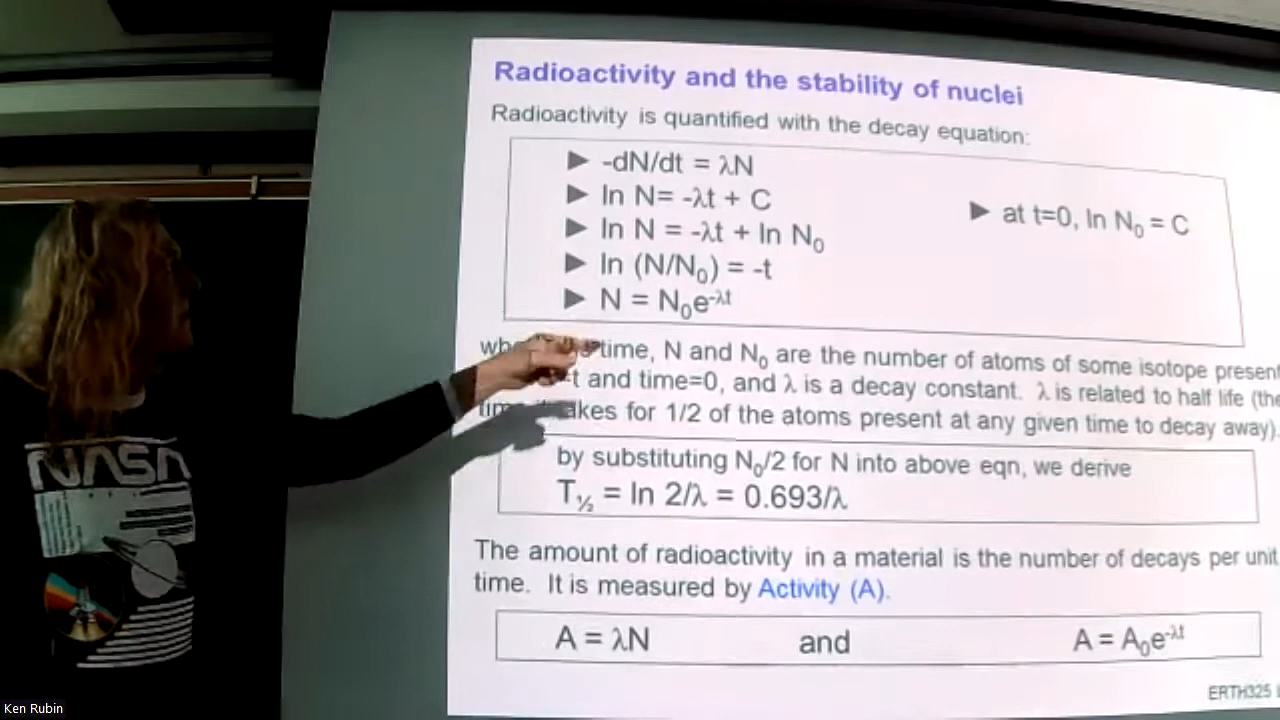 Radioactivity and the stability of nuclei
Radioactivity is quantified with the decay equation:
► -dN/dt = λN
► ln N= -λt + C
► at t=0, ln N₀ = C
► ln N = -λt + ln N₀
► ln (N/N₀) = -t
► N = N₀e^-λt
time, N and N₀ are the number of atoms of some isotope present
t and time=0, and λ is a decay constant. λ is related to half life (the
for 1/2 of the atoms present at any given time to decay away).
by substituting N₀/2 for N into above eqn, we derive
T½ = ln 2/λ = 0.693/λ
The amount of radioactivity in a material is the number of decays per unit
time. It is measured by Activity (A).
A = λN and A = A₀e^-λt
ERTH325
NASA
Ken Rubin